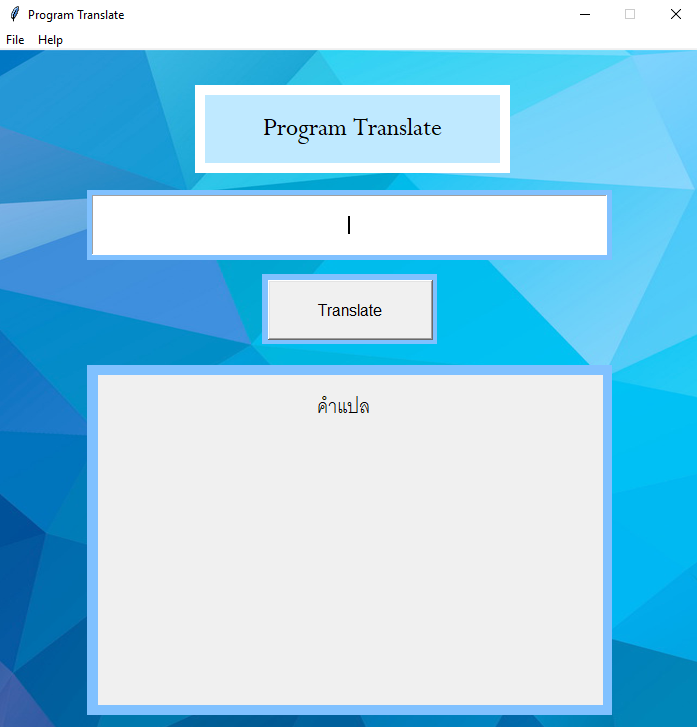 Program Translate
File Help
Program Translate
Translate
คำแปล